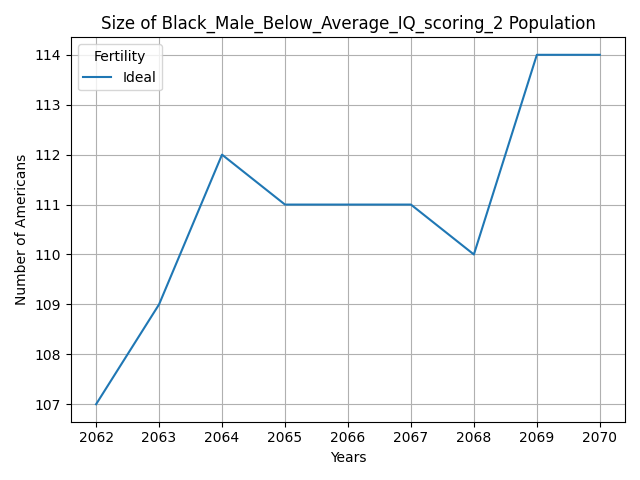 Size of Black_Male_Below_Average_IQ_scoring_2 Population
Fertility
Ideal
114
113
112
111
110
109
108
107
Number of Americans
2062 2063 2064 2065 2066 2067 2068 2069 2070
Years